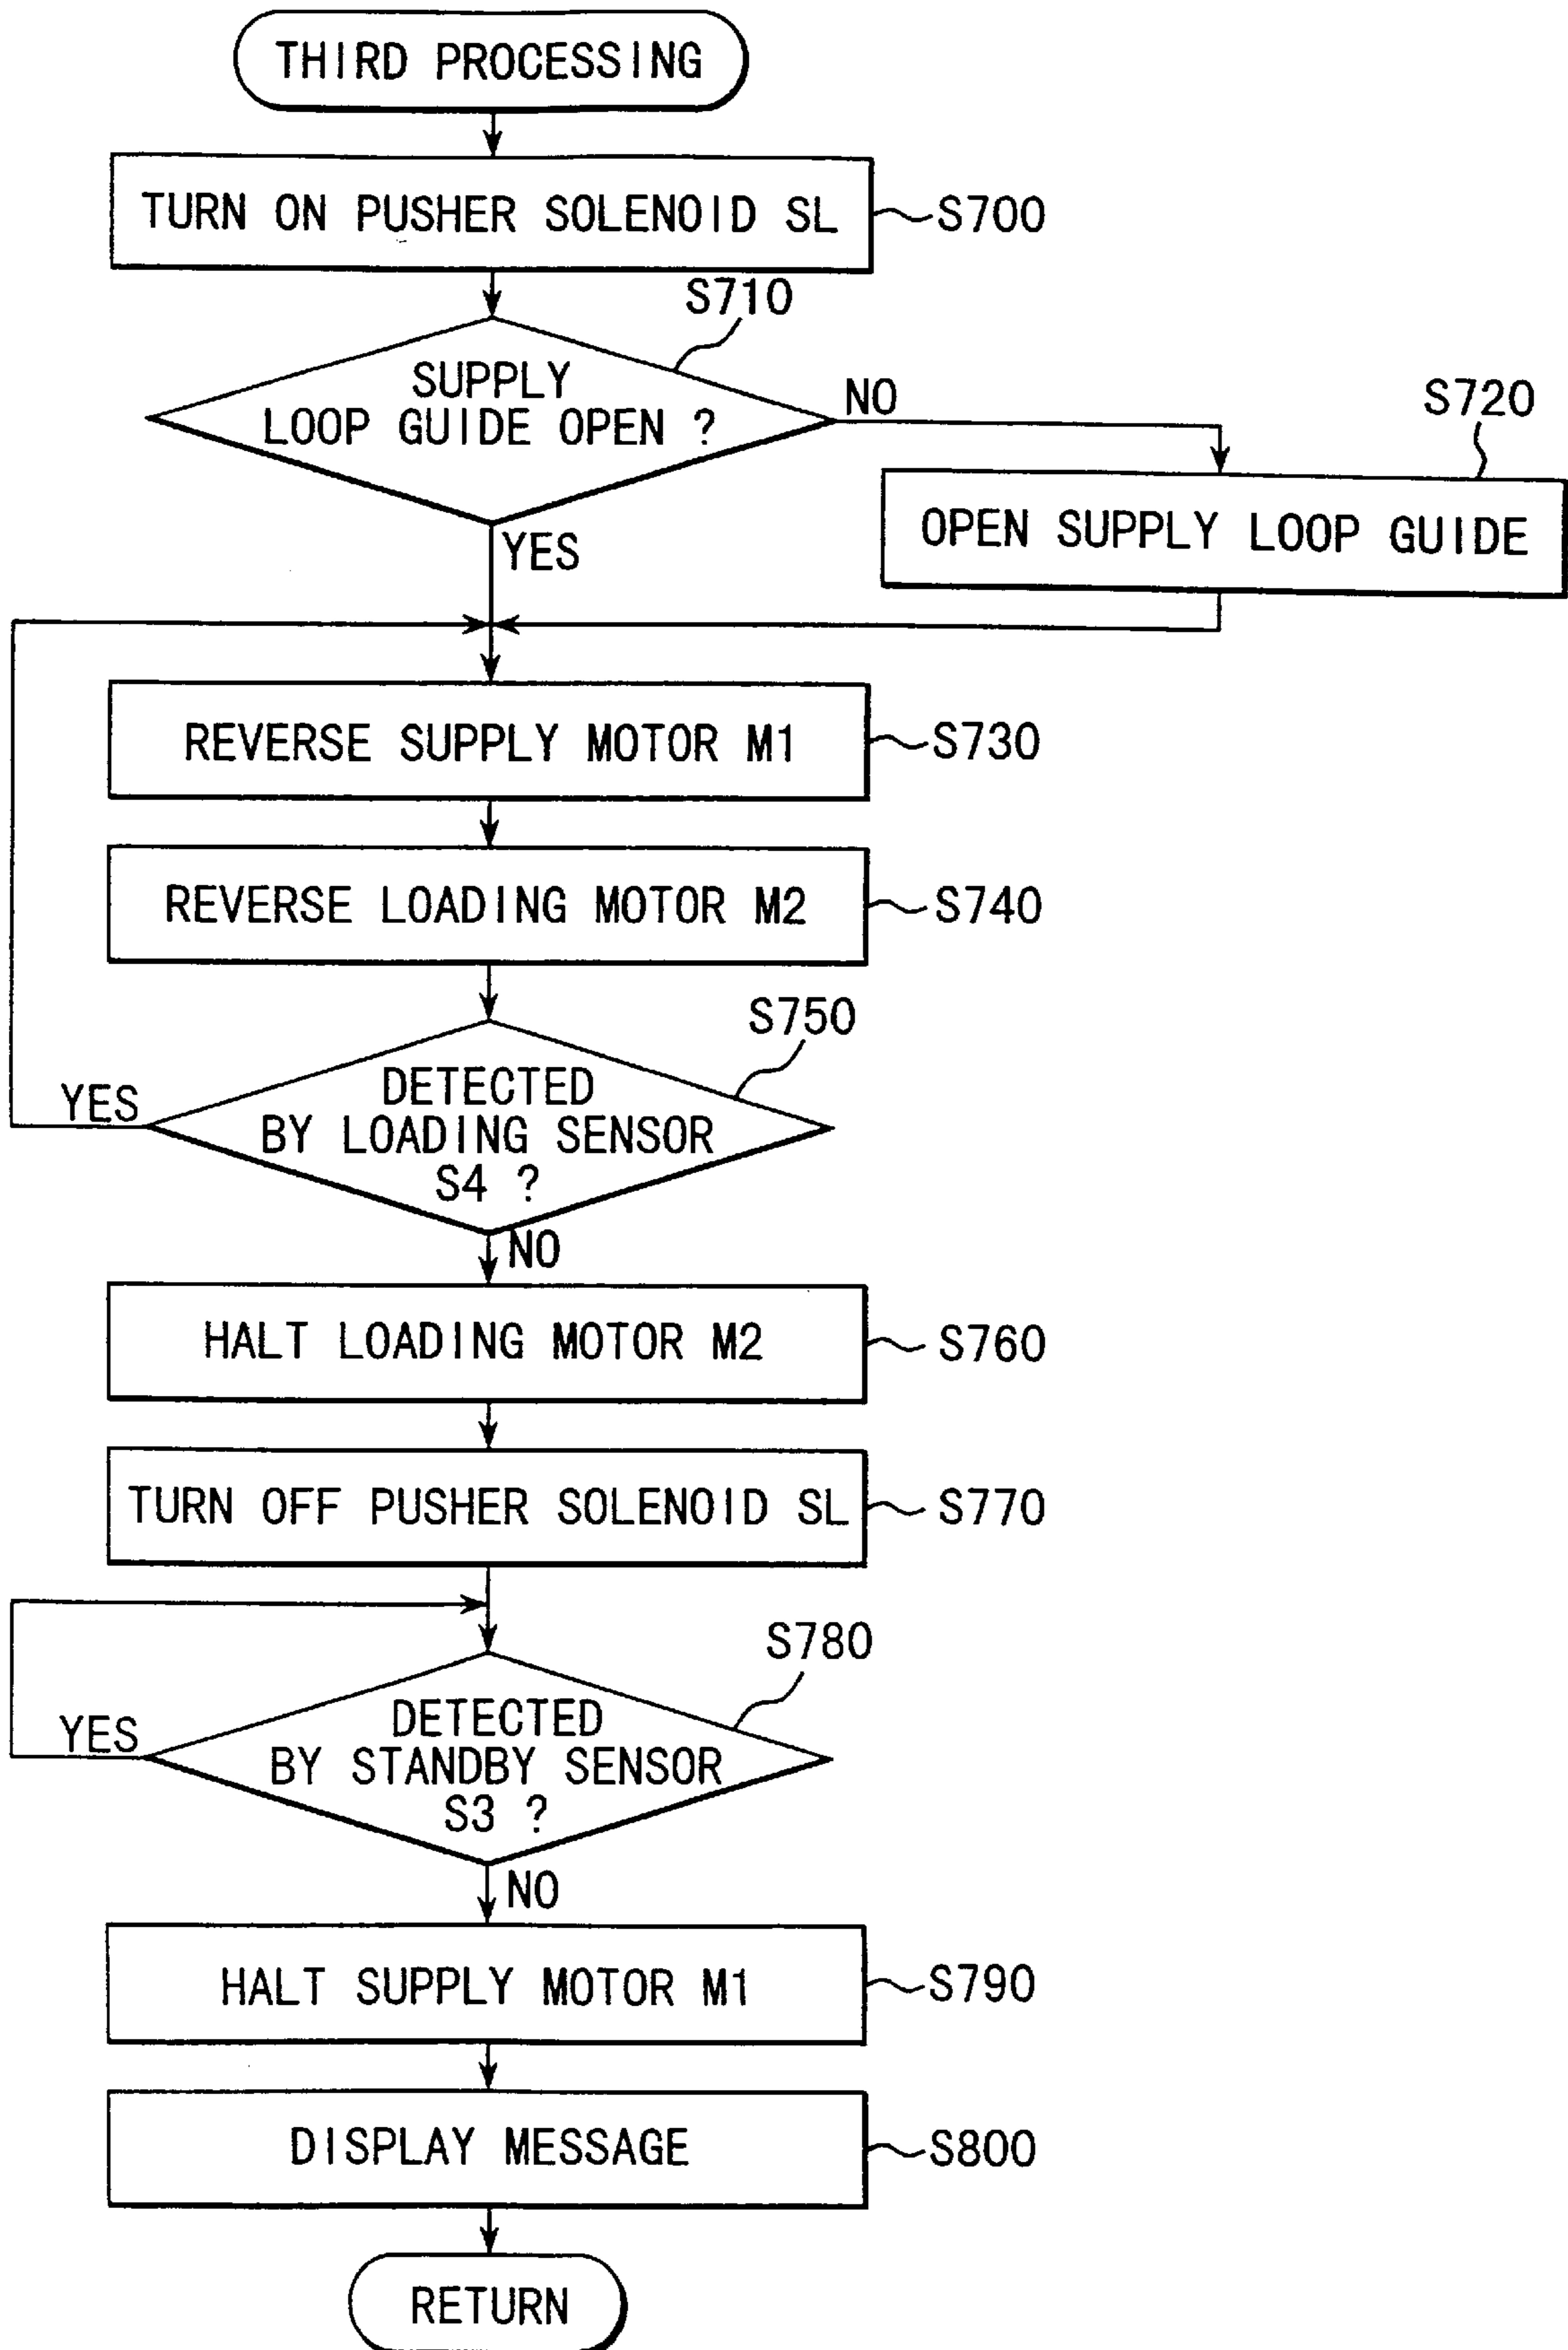 THIRD PROCESSING
TURN ON PUSHER SOLENOID SL
S700
S710
SUPPLY
LOOP GUIDE OPEN ?
NO
S720
OPEN SUPPLY LOOP GUIDE
YES
REVERSE SUPPLY MOTOR M1
S730
REVERSE LOADING MOTOR M2
S740
S750
YES
DETECTED
BY LOADING SENSOR
S4 ?
NO
HALT LOADING MOTOR M2
S760
TURN OFF PUSHER SOLENOID SL
S770
S780
YES
DETECTED
BY STANDBY SENSOR
S3 ?
NO
HALT SUPPLY MOTOR M1
S790
DISPLAY MESSAGE
S800
RETURN